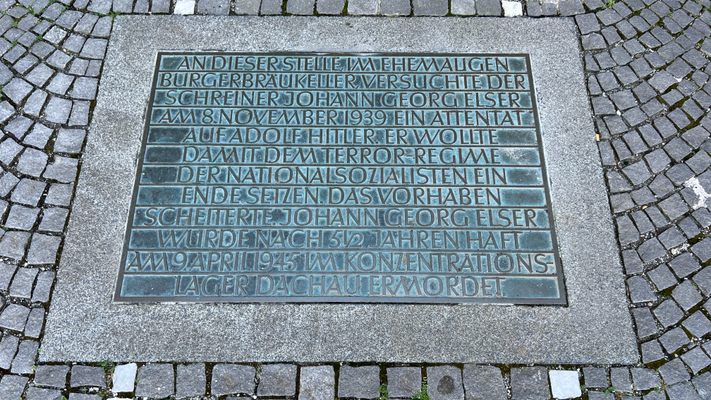 AN DIESER STELLE IM EHEMALIGEN
BÜRGERBRÄUKELLER, VERSUCHTE DER
SCHREINER JOHANN GEORG ELSER
AM 8. NOVEMBER 1939 EIN ATTENTAT
AUF ADOLF HITLER. ER WOLLTE
DAMIT DEM TERROR-REGIME
DER NATIONALSOZIALISTEN EIN
ENDE SETZEN. DAS VORHABEN
SCHEITERTE. JOHANN GEORG ELSER
WURDE NACH 5½ JAHREN HAFT
AM 9. APRIL 1945 IM KONZENTRATIONS-
LAGER DACHAU ERMORDET.